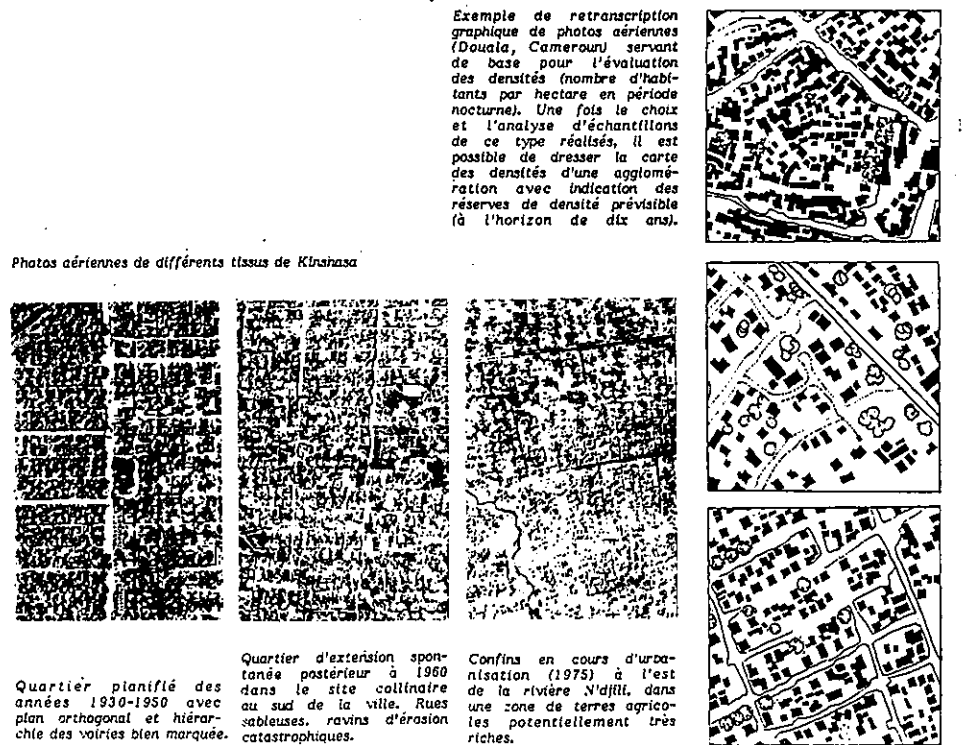 Exemple de retranscription
graphique de photos aériennes
(Douala, Cameroun) servant
de base pour l'évaluation
des densités (nombre d'habi-
tants par hectare en période
nocturne). Une fois le choix
et l'analyse d'échantillons
de ce type réalisés, il est
possible de dresser la carte
des densités d'une agglomé-
ration avec indication des
réserves de densité prévisible
(à l'horizon de dix ans).
Photos aériennes de différents tissus de Kinshasa
Quartier planifié des
années 1930-1950 avec
plan orthogonal et hiérar-
chie des voiries bien marquée.
Quartier d'extension spon-
tanée postérieur à 1960
dans le site collinaire
au sud de la ville. Rues
sableuses, ravins d'érosion
catastrophiques.
Confins en cours d'urba-
nisation (1975) à l'est
de la rivière N'djili, dans
une zone de terres agrico-
les potentiellement très
riches.